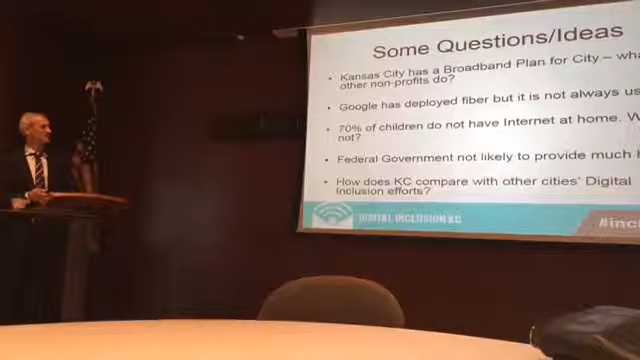 Some Questions/Ideas
• Kansas City has a Broadband Plan for City – wha
other non-profits do?
• Google has deployed fiber but it is not always us
• 70% of children do not have Internet at home. W
not?
• Federal Government not likely to provide much
• How does KC compare with other cities' Digital
Inclusion efforts?
DIGITAL INCLUSION KC
#inc